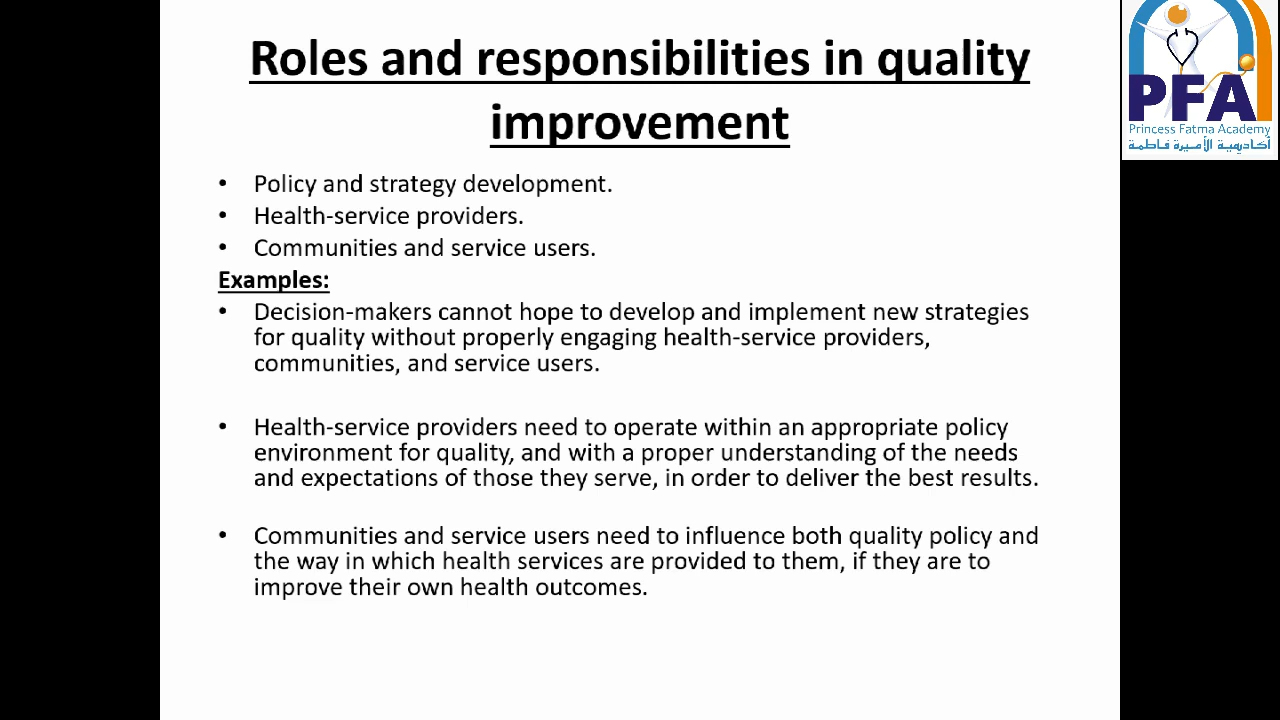 Roles and responsibilities in quality
improvement
• Policy and strategy development.
• Health-service providers.
• Communities and service users.
Examples:
• Decision-makers cannot hope to develop and implement new strategies
for quality without properly engaging health-service providers,
communities, and service users.
• Health-service providers need to operate within an appropriate policy
environment for quality, and with a proper understanding of the needs
and expectations of those they serve, in order to deliver the best results.
• Communities and service users need to influence both quality policy and
the way in which health services are provided to them, if they are to
improve their own health outcomes.
PFA
Princess Fatma Academy
أكاديمية الأميرة فاطمة